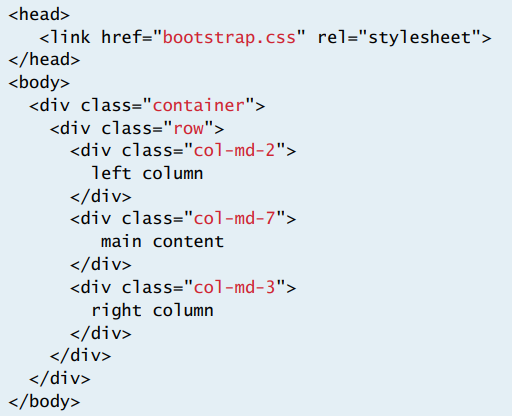 <head>
<link href="bootstrap.css" rel="stylesheet">
</head>
<body>
<div class="container">
<div class="row">
<div class="col-md-2">
left column
</div>
<div class="col-md-7">
main content
</div>
<div class="col-md-3">
right column
</div>
</div>
</div>
</body>